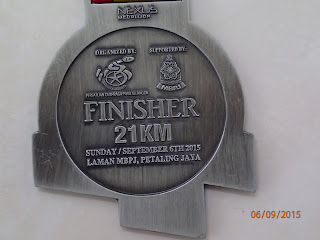 NEXUS
MEDALLION
ORGANIZED BY:
SUPPORTED BY:
FINISHER
21KM
SUNDAY / SEPTEMBER 6TH 2015
LAMAN MBPJ, PETALING JAYA
06/09/2015